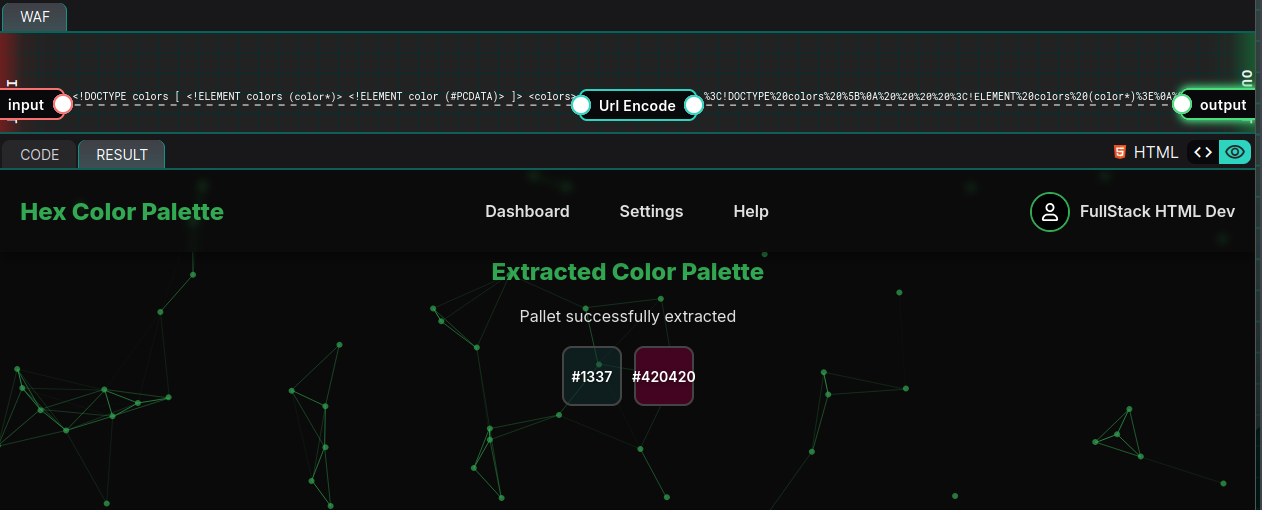 WAF
I
OU
<!DOCTYPE colors [ <!ELEMENT colors (color*)> <!ELEMENT color (#PCDATA)> ]> <colors>
%3C!DOCTYPE%20colors%20%5B%0A%20%20%20%20%3C!ELEMENT%20colors%20(color*)%3E%0A%
input
Url Encode
output
CODE
RESULT
HTML
Hex Color Palette
Dashboard
Settings
Help
FullStack HTML Dev
Extracted Color Palette
Pallet successfully extracted
#1337
#420420